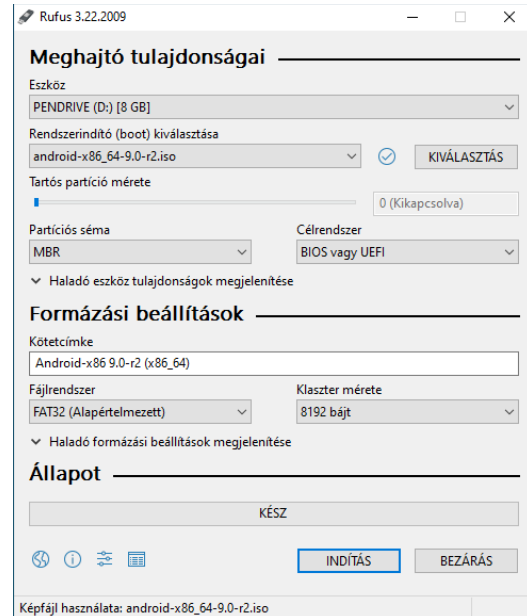 Rufus 3.22.2009
Meghajtó tulajdonságai
Eszköz
PENDRIVE (D:) [8 GB]
Rendszerindító (boot) kiválasztása
android-x86_64-9.0-r2.iso
KIVÁLASZTÁS
Tartós partíció mérete
0 (Kikapcsolva)
Partíciós séma
Célrendszer
MBR
BIOS vagy UEFI
Haladó eszköz tulajdonságok megjelenítése
Formázási beállítások
Kötetcímke
Android-x86 9.0-r2 (x86_64)
Fájlrendszer
Klaszter mérete
FAT32 (Alapértelmezett)
8192 bájt
Haladó formázási beállítások megjelenítése
Állapot
KÉSZ
INDÍTÁS
BEZÁRÁS
Képfájl használata: android-x86_64-9.0-r2.iso